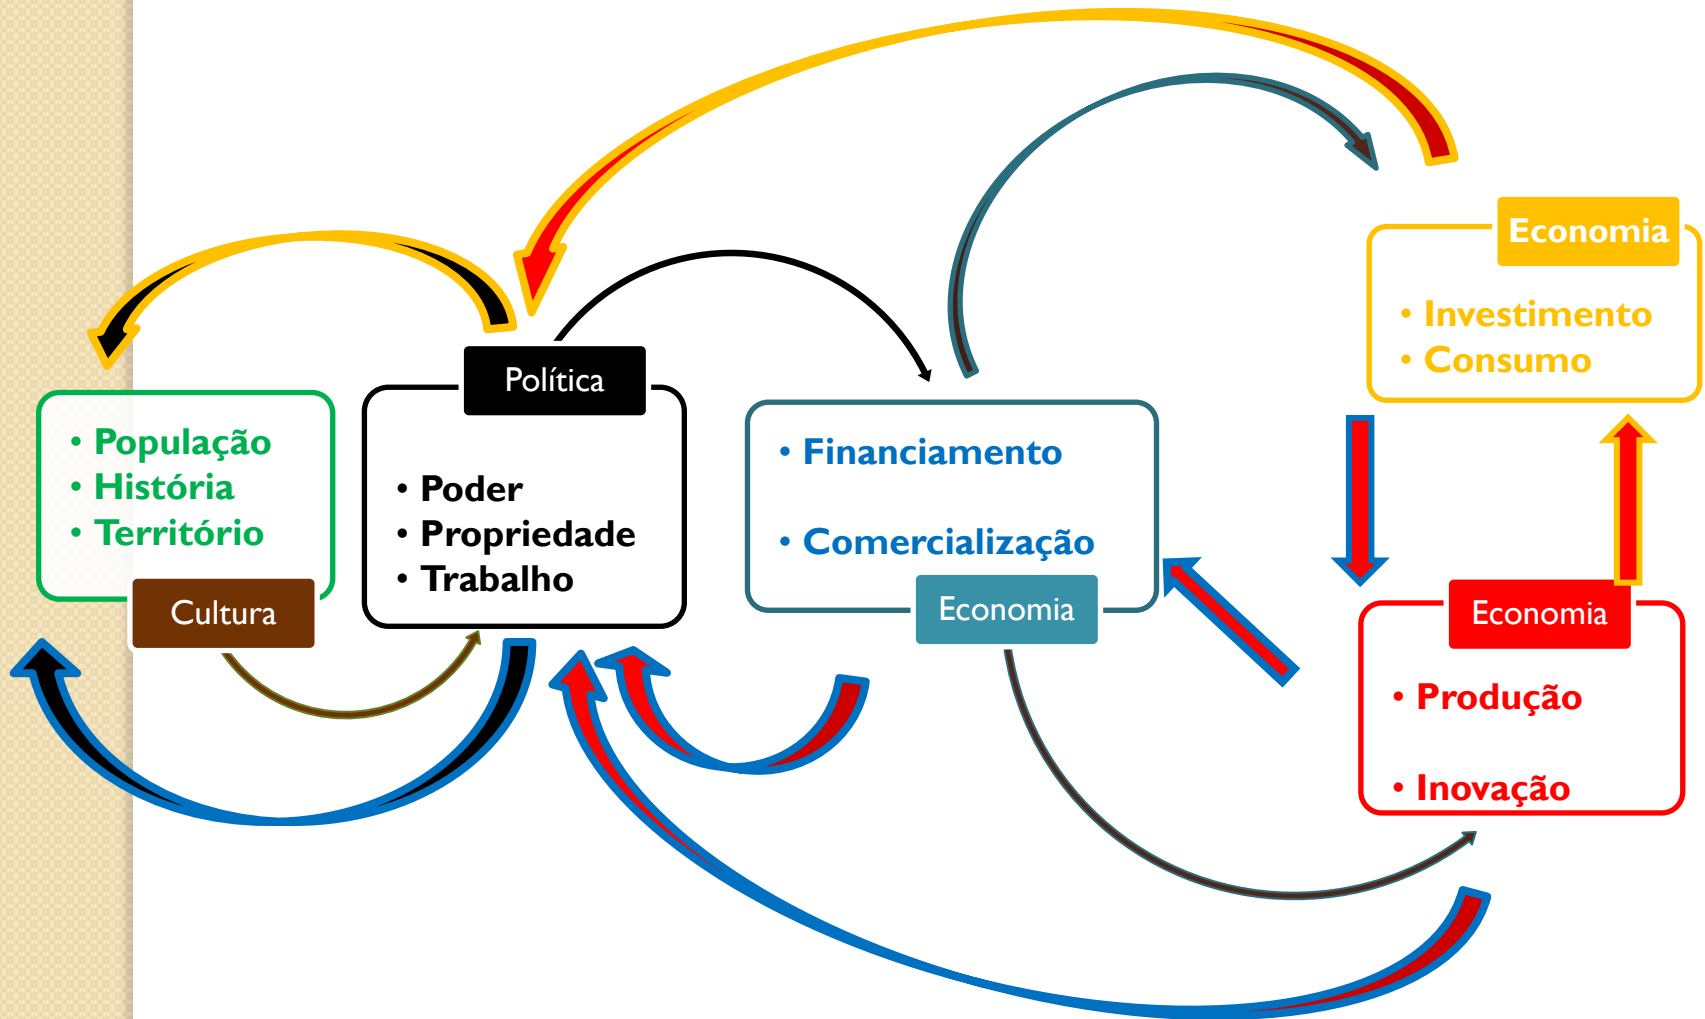 • População
• História
• Território
Cultura
Política
• Poder
• Propriedade
• Trabalho
• Financiamento
• Comercialização
Economia
Economia
• Investimento
• Consumo
Economia
• Produção
• Inovação